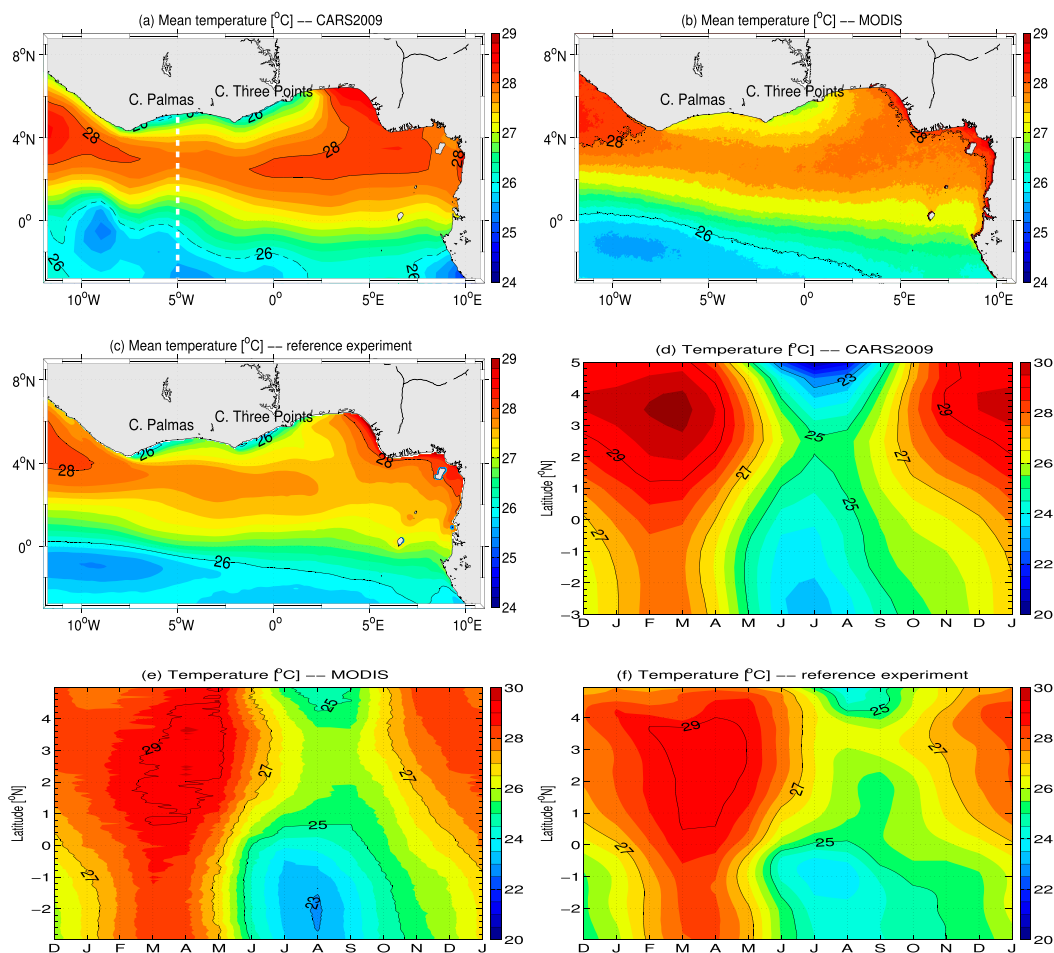 (a) Mean temperature [°C] −− CARS2009
8°N
4°N
0°
10°W
5°W
0°
5°E
10°E
C. Palmas
C. Three Points
28
26
26
28
28
26
26
26
29
28
27
26
25
24
(b) Mean temperature [°C] −− MODIS
8°N
4°N
0°
10°W
5°W
0°
5°E
10°E
C. Palmas
C. Three Points
28
28
26
29
28
27
26
25
24
(c) Mean temperature [°C] −− reference experiment
8°N
4°N
0°
10°W
5°W
0°
5°E
10°E
C. Palmas
C. Three Points
28
26
26
28
26
29
28
27
26
25
24
(d) Temperature [°C] −− CARS2009
Latitude [°N]
5
4
3
2
1
0
−1
−2
−3
D J F M A M J J A S O N D J
23
29
25
29
27
27
25
27
30
28
26
24
22
20
(e) Temperature [°C] −− MODIS
Latitude [°N]
4
3
2
1
0
−1
−2
D J F M A M J J A S O N D J
25
29
27
27
25
27
23
30
28
26
24
22
20
(f) Temperature [°C] −− reference experiment
Latitude [°N]
4
3
2
1
0
−1
−2
D J F M A M J J A S O N D J
25
29
27
27
25
27
30
28
26
24
22
20